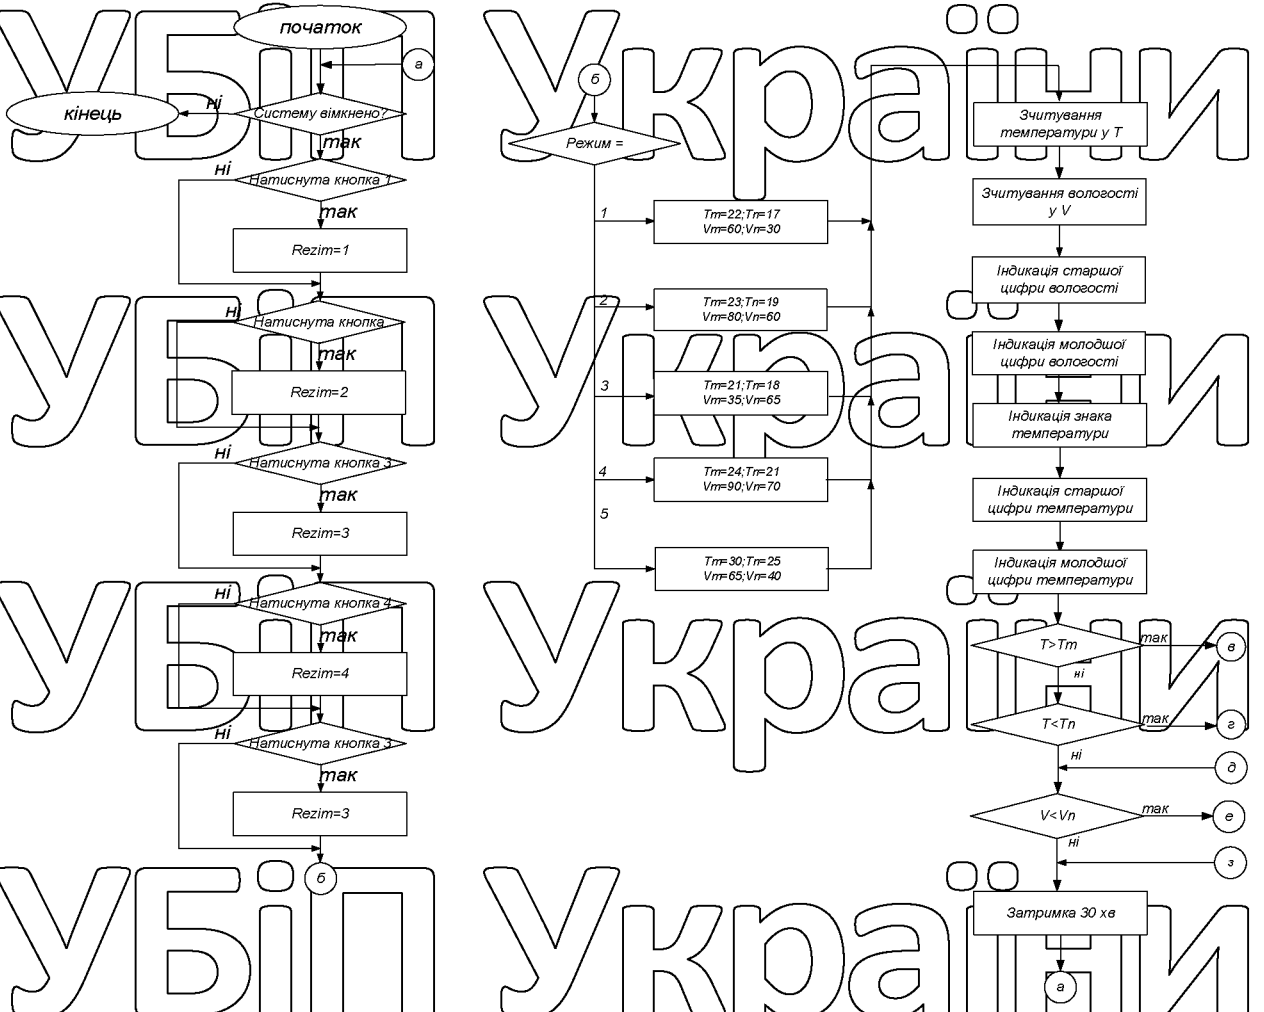 початок
а
Систему вімкнено?
ні
кінець
так
Натиснута кнопка 1
ні
так
Rezim=1
Натиснута кнопка
ні
так
Rezim=2
Натиснута кнопка 3
ні
так
Rezim=3
Натиснута кнопка 4
ні
так
Rezim=4
Натиснута кнопка 3
ні
так
Rezim=3
б
б
Режим =
1
Tm=22;Tn=17
Vm=60;Vn=30
2
Tm=23;Tn=19
Vm=80;Vn=60
3
Tm=21;Tn=18
Vm=35;Vn=65
4
Tm=24;Tn=21
Vm=90;Vn=70
5
Tm=30;Tn=25
Vm=65;Vn=40
Зчитування
температури у Т
Зчитування вологості
у V
Індикація старшої
цифри вологості
Індикація молодшої
цифри вологості
Індикація знака
температури
Індикація старшої
цифри температури
Індикація молодшої
цифри температури
T>Tm
так
в
ні
T<Tn
так
г
ні
д
V<Vn
так
е
ні
з
Затримка 30 хв
а
УБіП України
УБіП України
УБіП України
УБіП України